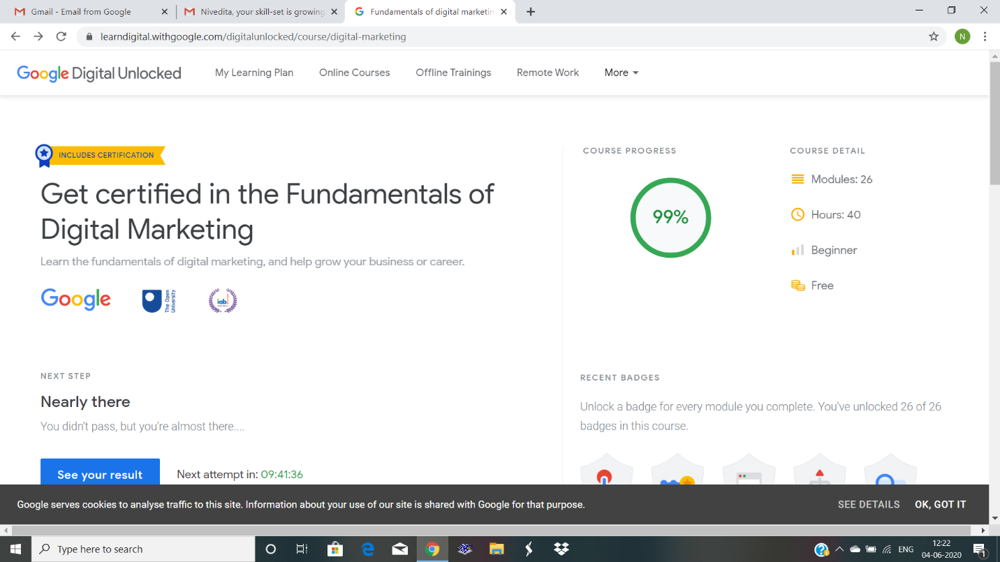 Gmail - Email from Google
Nivedita, your skill-set is growing
Fundamentals of digital marketin
learndigital.withgoogle.com/digitalunlocked/course/digital-marketing
N
Google Digital Unlocked
My Learning Plan
Online Courses
Offline Trainings
Remote Work
More
INCLUDES CERTIFICATION
Get certified in the Fundamentals of
Digital Marketing
Learn the fundamentals of digital marketing, and help grow your business or career.
Google
The Open
University
iab
COURSE PROGRESS
99%
COURSE DETAIL
Modules: 26
Hours: 40
Beginner
Free
NEXT STEP
Nearly there
You didn't pass, but you're almost there....
See your result
Next attempt in: 09:41:36
RECENT BADGES
Unlock a badge for every module you complete. You've unlocked 26 of 26
badges in this course.
Google serves cookies to analyse traffic to this site. Information about your use of our site is shared with Google for that purpose.
SEE DETAILS
OK, GOT IT
Type here to search
ENG
12:22
04-06-2020
1